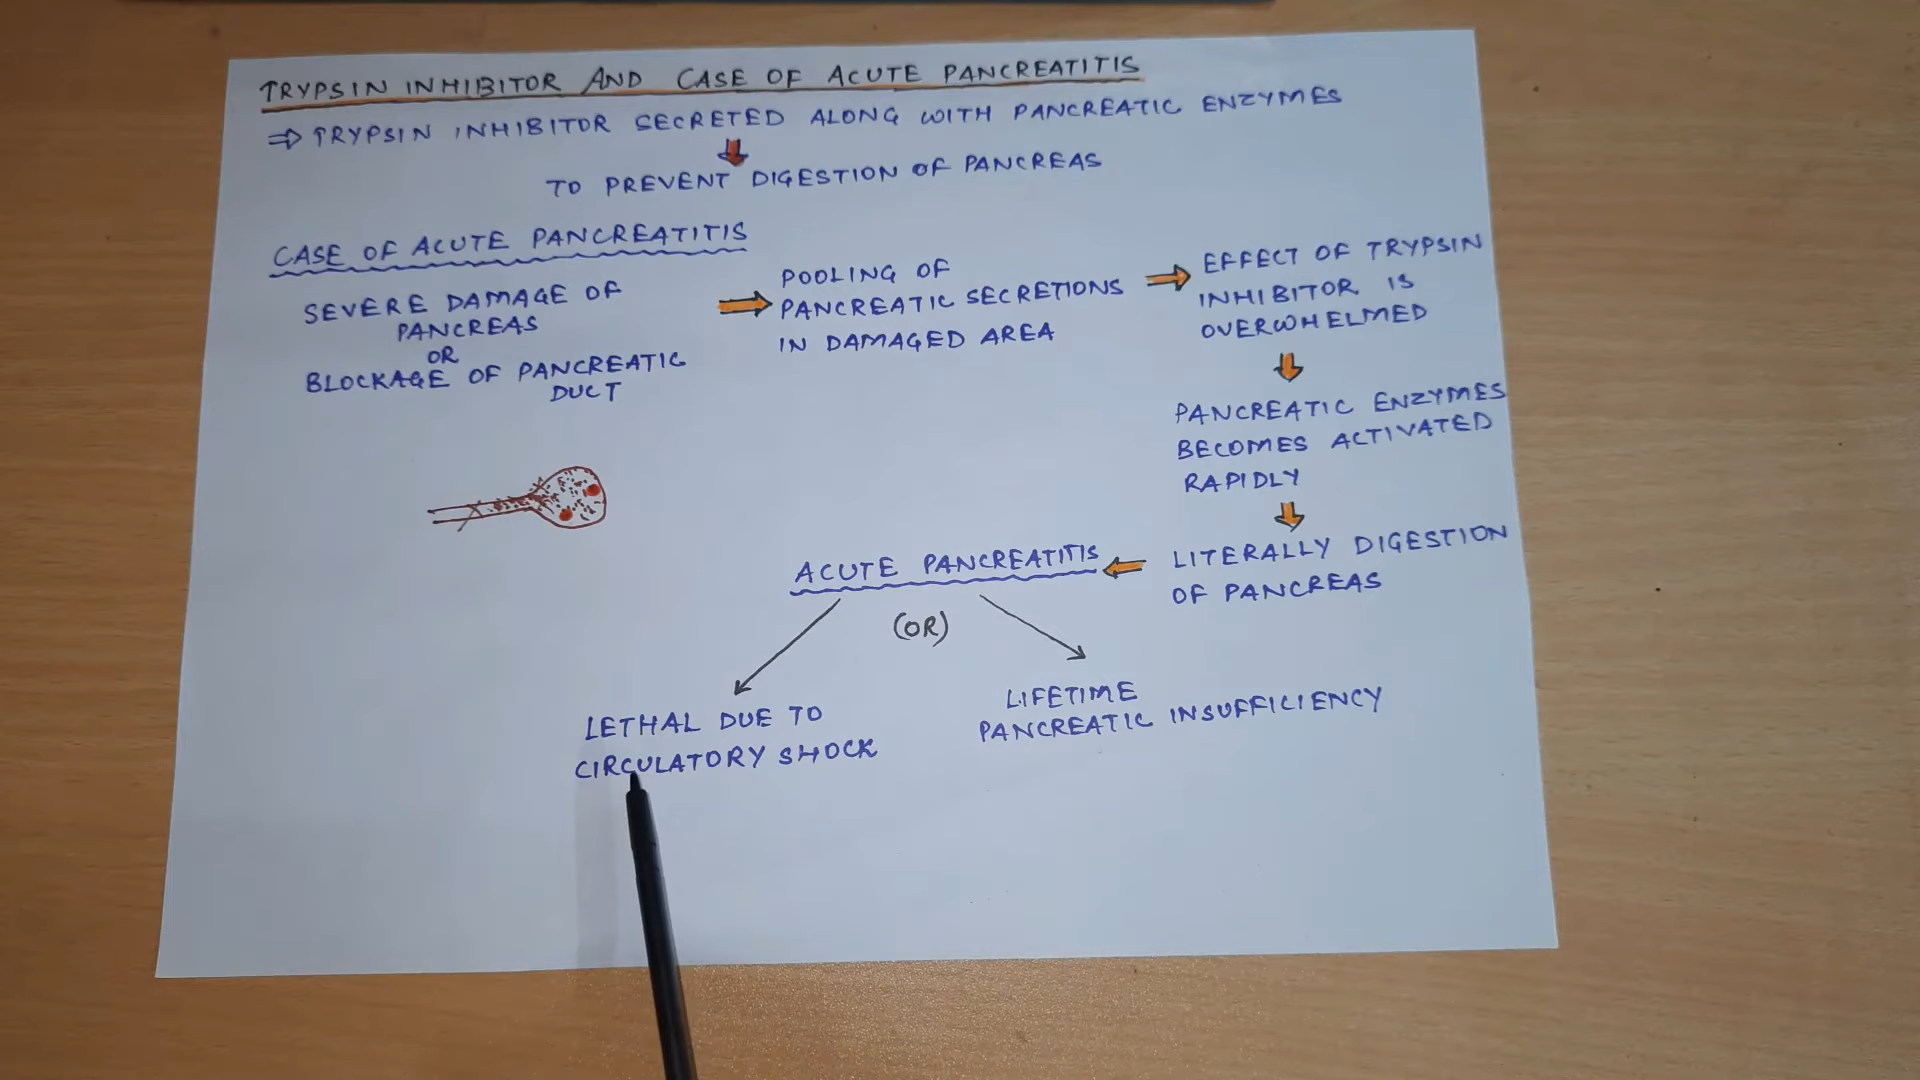 TRYPSIN INHIBITOR AND CASE OF ACUTE PANCREATITIS
⇒ TRYPSIN INHIBITOR SECRETED ALONG WITH PANCREATIC ENZYMES
TO PREVENT DIGESTION OF PANCREAS
CASE OF ACUTE PANCREATITIS
SEVERE DAMAGE OF
PANCREAS
OR
BLOCKAGE OF PANCREATIC
DUCT
POOLING OF
PANCREATIC SECRETIONS
IN DAMAGED AREA
EFFECT OF TRYPSIN
INHIBITOR IS
OVERWHELMED
PANCREATIC ENZYMES
BECOMES ACTIVATED
RAPIDLY
LITERALLY DIGESTION
OF PANCREAS
ACUTE PANCREATITIS
(OR)
LETHAL DUE TO
CIRCULATORY SHOCK
LIFETIME
PANCREATIC INSUFFICIENCY